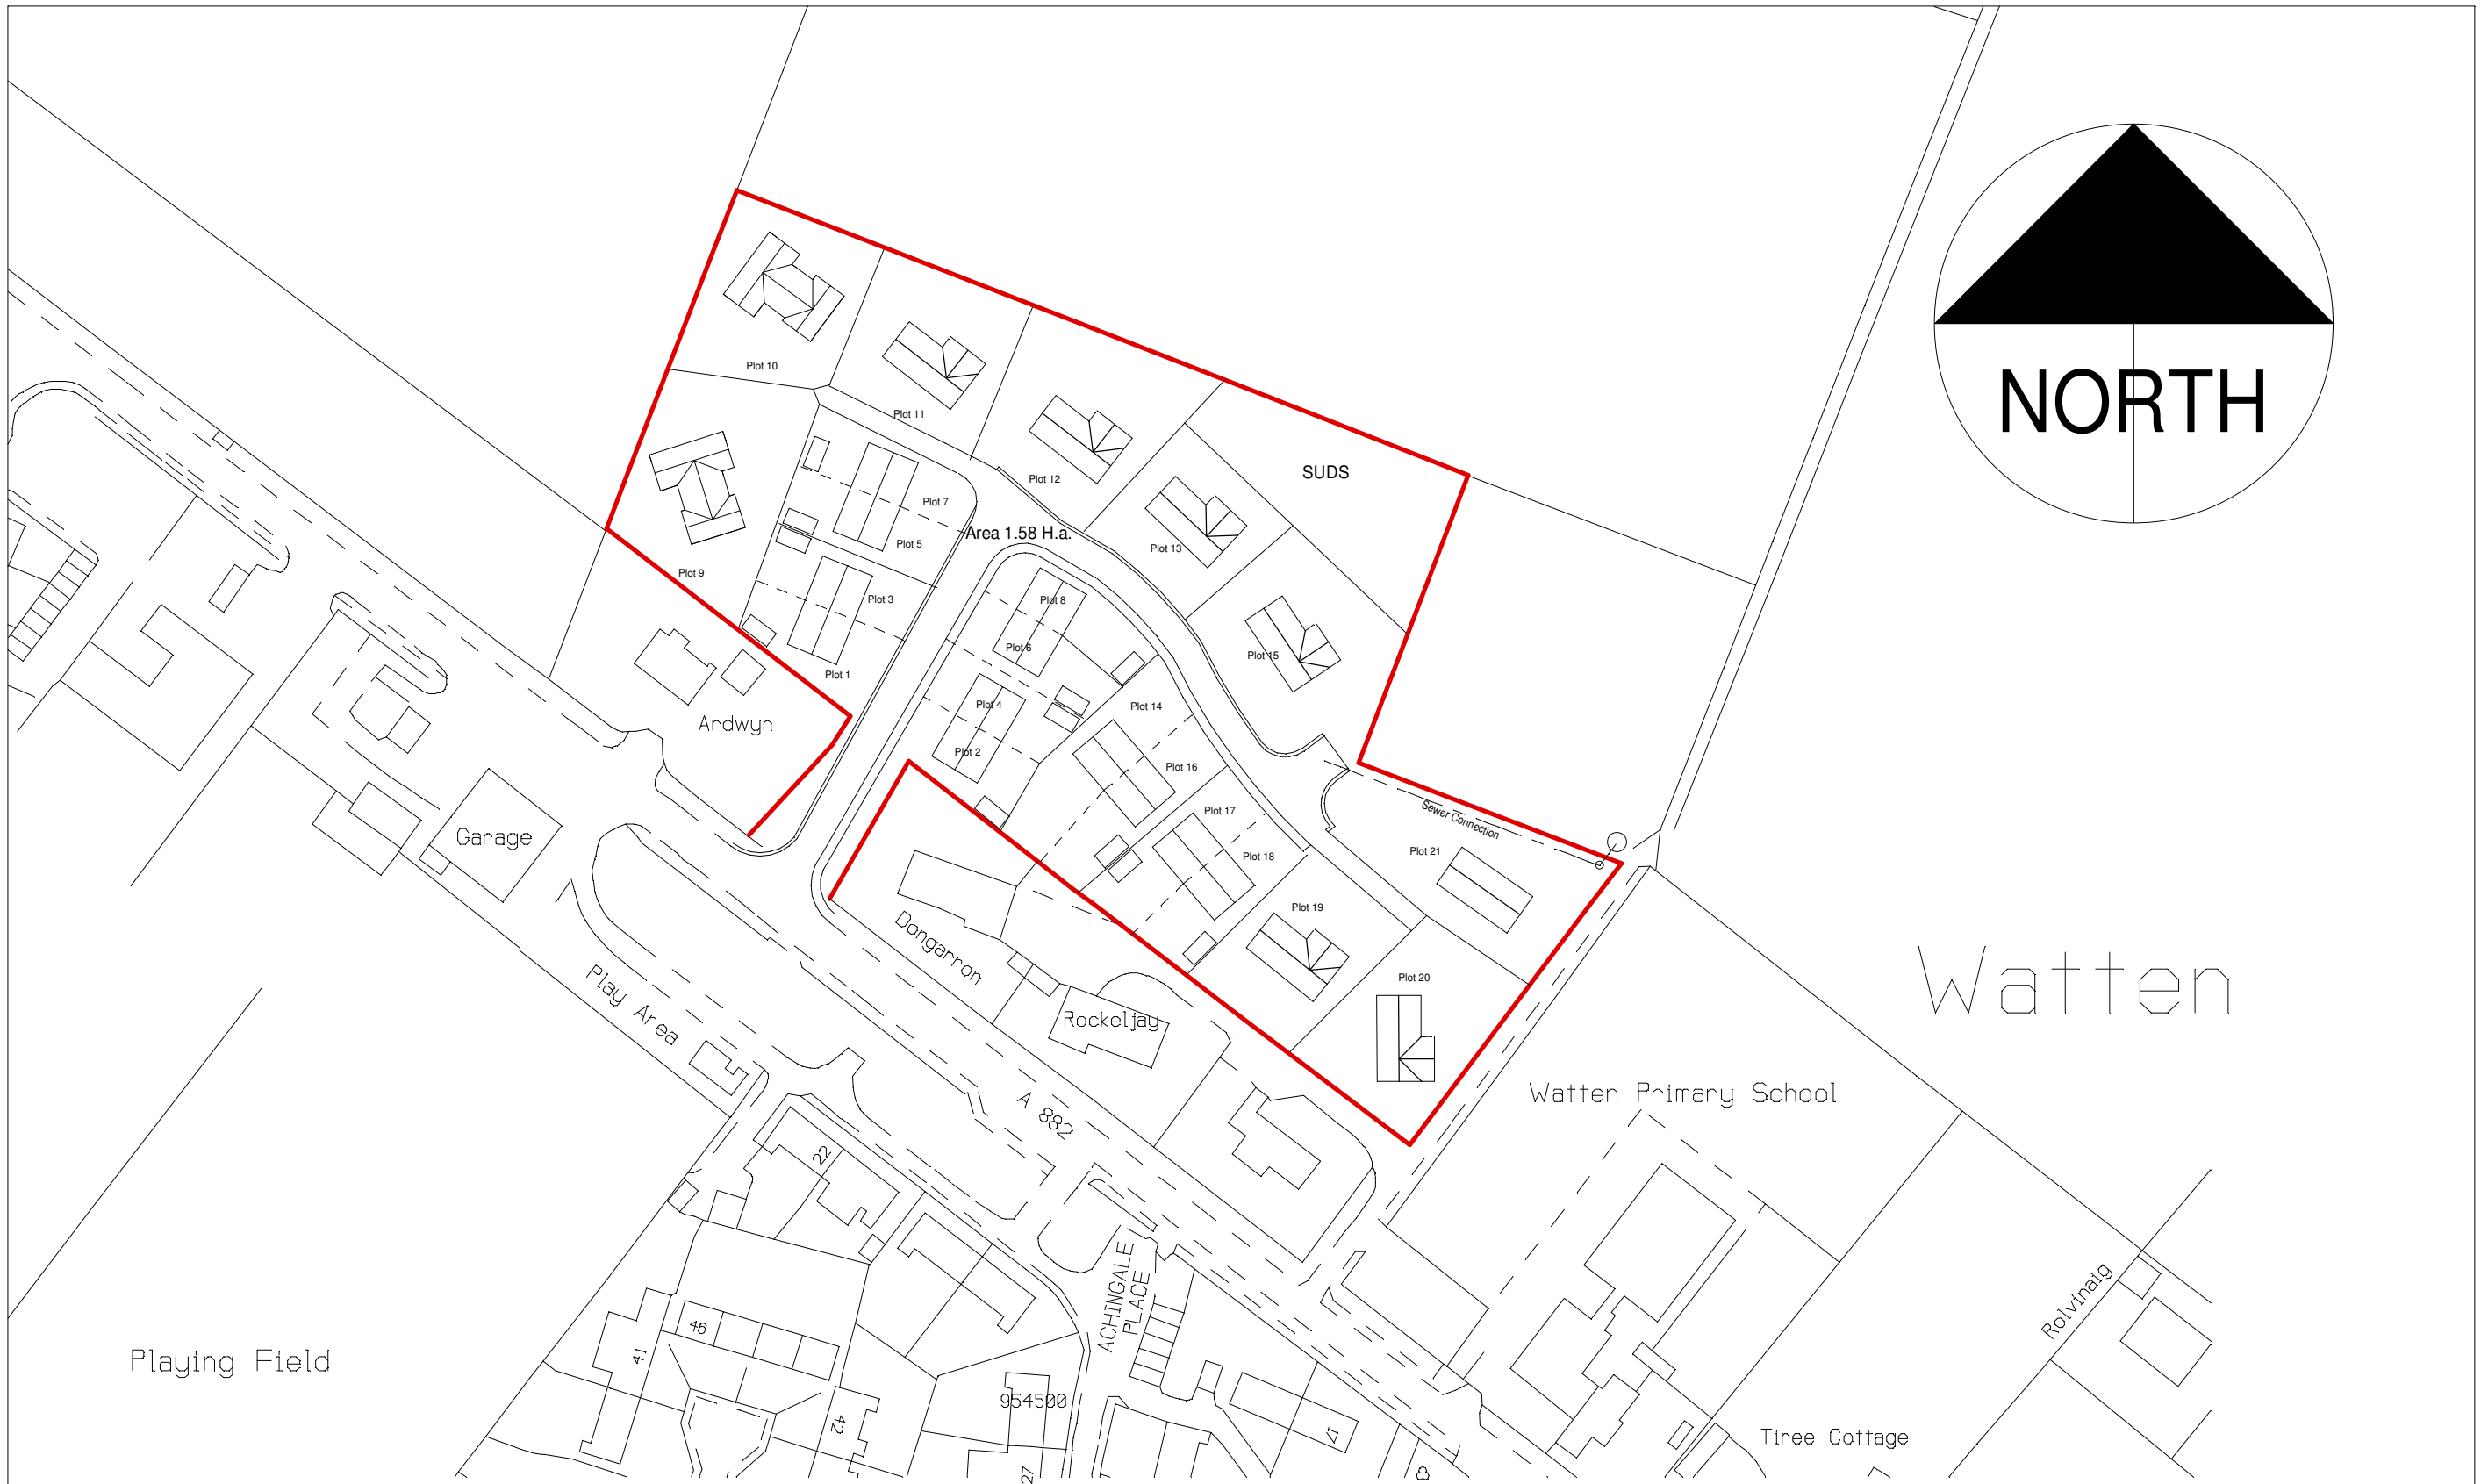 NORTH
Plot 10
Plot 11
Plot 12
SUDS
Plot 7
Area 1.58 H.a.
Plot 5
Plot 13
Plot 9
Plot 3
Plot 8
Plot 6
Plot 15
Plot 1
Plot 4
Plot 14
Ardwyn
Plot 2
Plot 16
Sewer Connection
Plot 17
Garage
Plot 21
Plot 18
Plot 19
Dongarron
Plot 20
Watten
Play Area
Rockeljay
A 882
Watten Primary School
22
ACHINGALE
PLACE
Rolvinaig
46
41
Playing Field
954500
42
17
Tiree Cottage
27